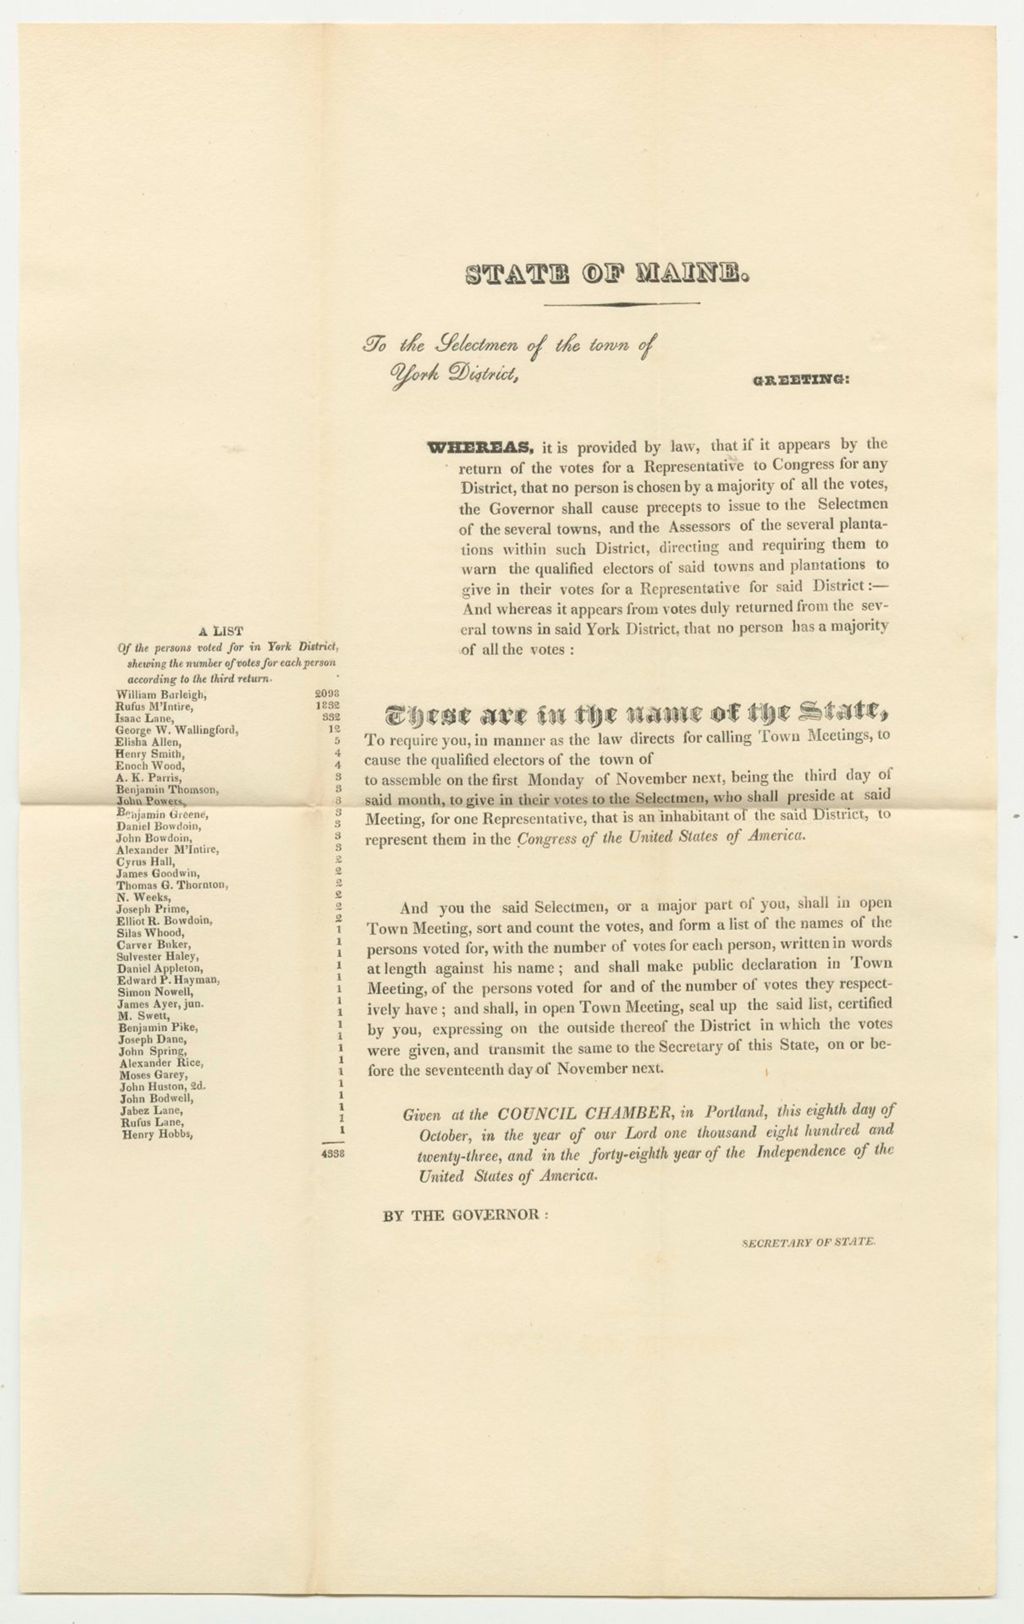 STATE OF MAINE.
To the Selectmen of the town of
York District,
GREETING:
WHEREAS, it is provided by law, that if it appears by the
return of the votes for a Representative to Congress for any
District, that no person is chosen by a majority of all the votes,
the Governor shall cause precepts to issue to the Selectmen
of the several towns, and the Assessors of the several planta-
tions within such District, directing and requiring them to
warn the qualified electors of said towns and plantations to
give in their votes for a Representative for said District :—
And whereas it appears from votes duly returned from the sev-
eral towns in said York District, that no person has a majority
of all the votes :
A LIST
Of the persons voted for in York District,
shewing the number of votes for each person
according to the third return.
William Burleigh, 2098
Rufus M'Intire, 1832
Isaac Lane, 332
George W. Wallingford, 12
Elisha Allen, 5
Henry Smith, 4
Enoch Wood, 4
A. K. Parris, 3
Benjamin Thomson, 3
John Powers, 3
Benjamin Greene, 3
Daniel Bowdoin, 3
John Bowdoin, 3
Alexander M'Intire, 3
Cyrus Hall, 2
James Goodwin, 2
Thomas G. Thornton, 2
N. Weeks, 2
Joseph Prime, 2
Elliot R. Bowdoin, 2
Silas Whood, 1
Carver Buker, 1
Sulvester Haley, 1
Daniel Appleton, 1
Edward P. Hayman, 1
Simon Nowell, 1
James Ayer, jun. 1
M. Swett, 1
Benjamin Pike, 1
Joseph Dane, 1
John Spring, 1
Alexander Rice, 1
Moses Garey, 1
John Huston, 2d. 1
John Bodwell, 1
Jabez Lane, 1
Rufus Lane, 1
Henry Hobbs, 1
4338
These are in the name of the State,
To require you, in manner as the law directs for calling Town Meetings, to
cause the qualified electors of the town of
to assemble on the first Monday of November next, being the third day of
said month, to give in their votes to the Selectmen, who shall preside at said
Meeting, for one Representative, that is an inhabitant of the said District, to
represent them in the Congress of the United States of America.
And you the said Selectmen, or a major part of you, shall in open
Town Meeting, sort and count the votes, and form a list of the names of the
persons voted for, with the number of votes for each person, written in words
at length against his name ; and shall make public declaration in Town
Meeting, of the persons voted for and of the number of votes they respect-
ively have ; and shall, in open Town Meeting, seal up the said list, certified
by you, expressing on the outside thereof the District in which the votes
were given, and transmit the same to the Secretary of this State, on or be-
fore the seventeenth day of November next.
Given at the COUNCIL CHAMBER, in Portland, this eighth day of
October, in the year of our Lord one thousand eight hundred and
twenty-three, and in the forty-eighth year of the Independence of the
United States of America.
BY THE GOVERNOR :
SECRETARY OF STATE.